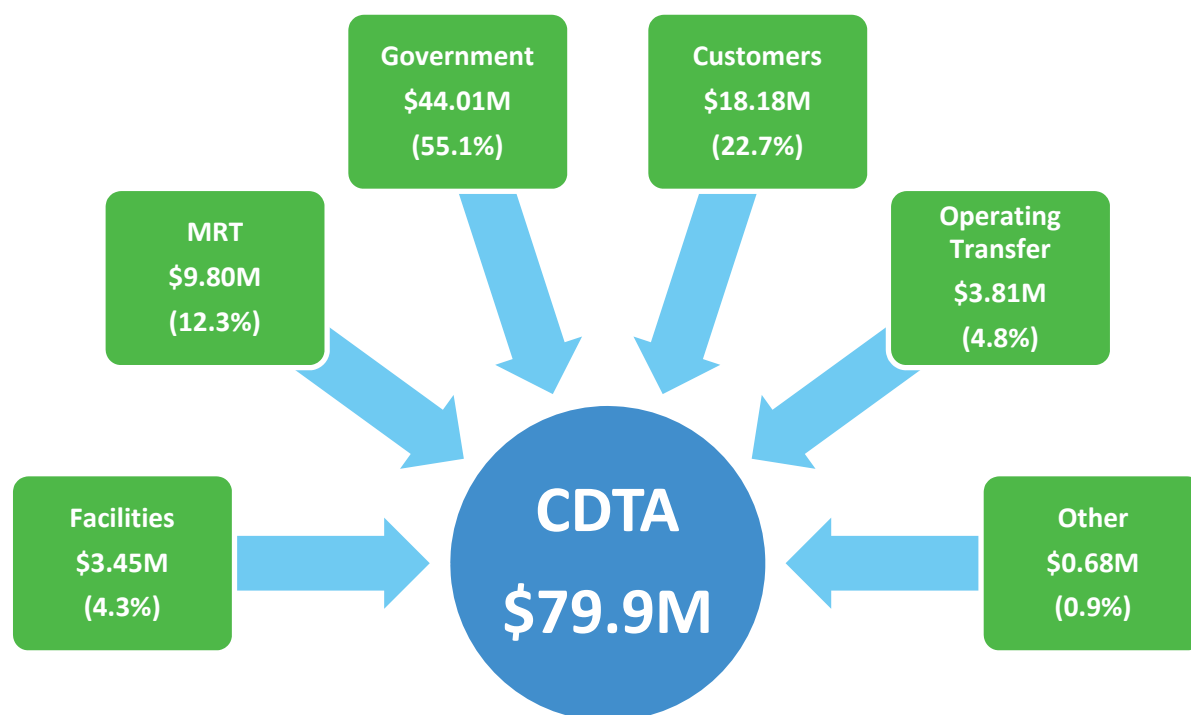 Government
$44.01M
(55.1%)
Customers
$18.18M
(22.7%)
MRT
$9.80M
(12.3%)
Operating
Transfer
$3.81M
(4.8%)
Facilities
$3.45M
(4.3%)
CDTA
$79.9M
Other
$0.68M
(0.9%)